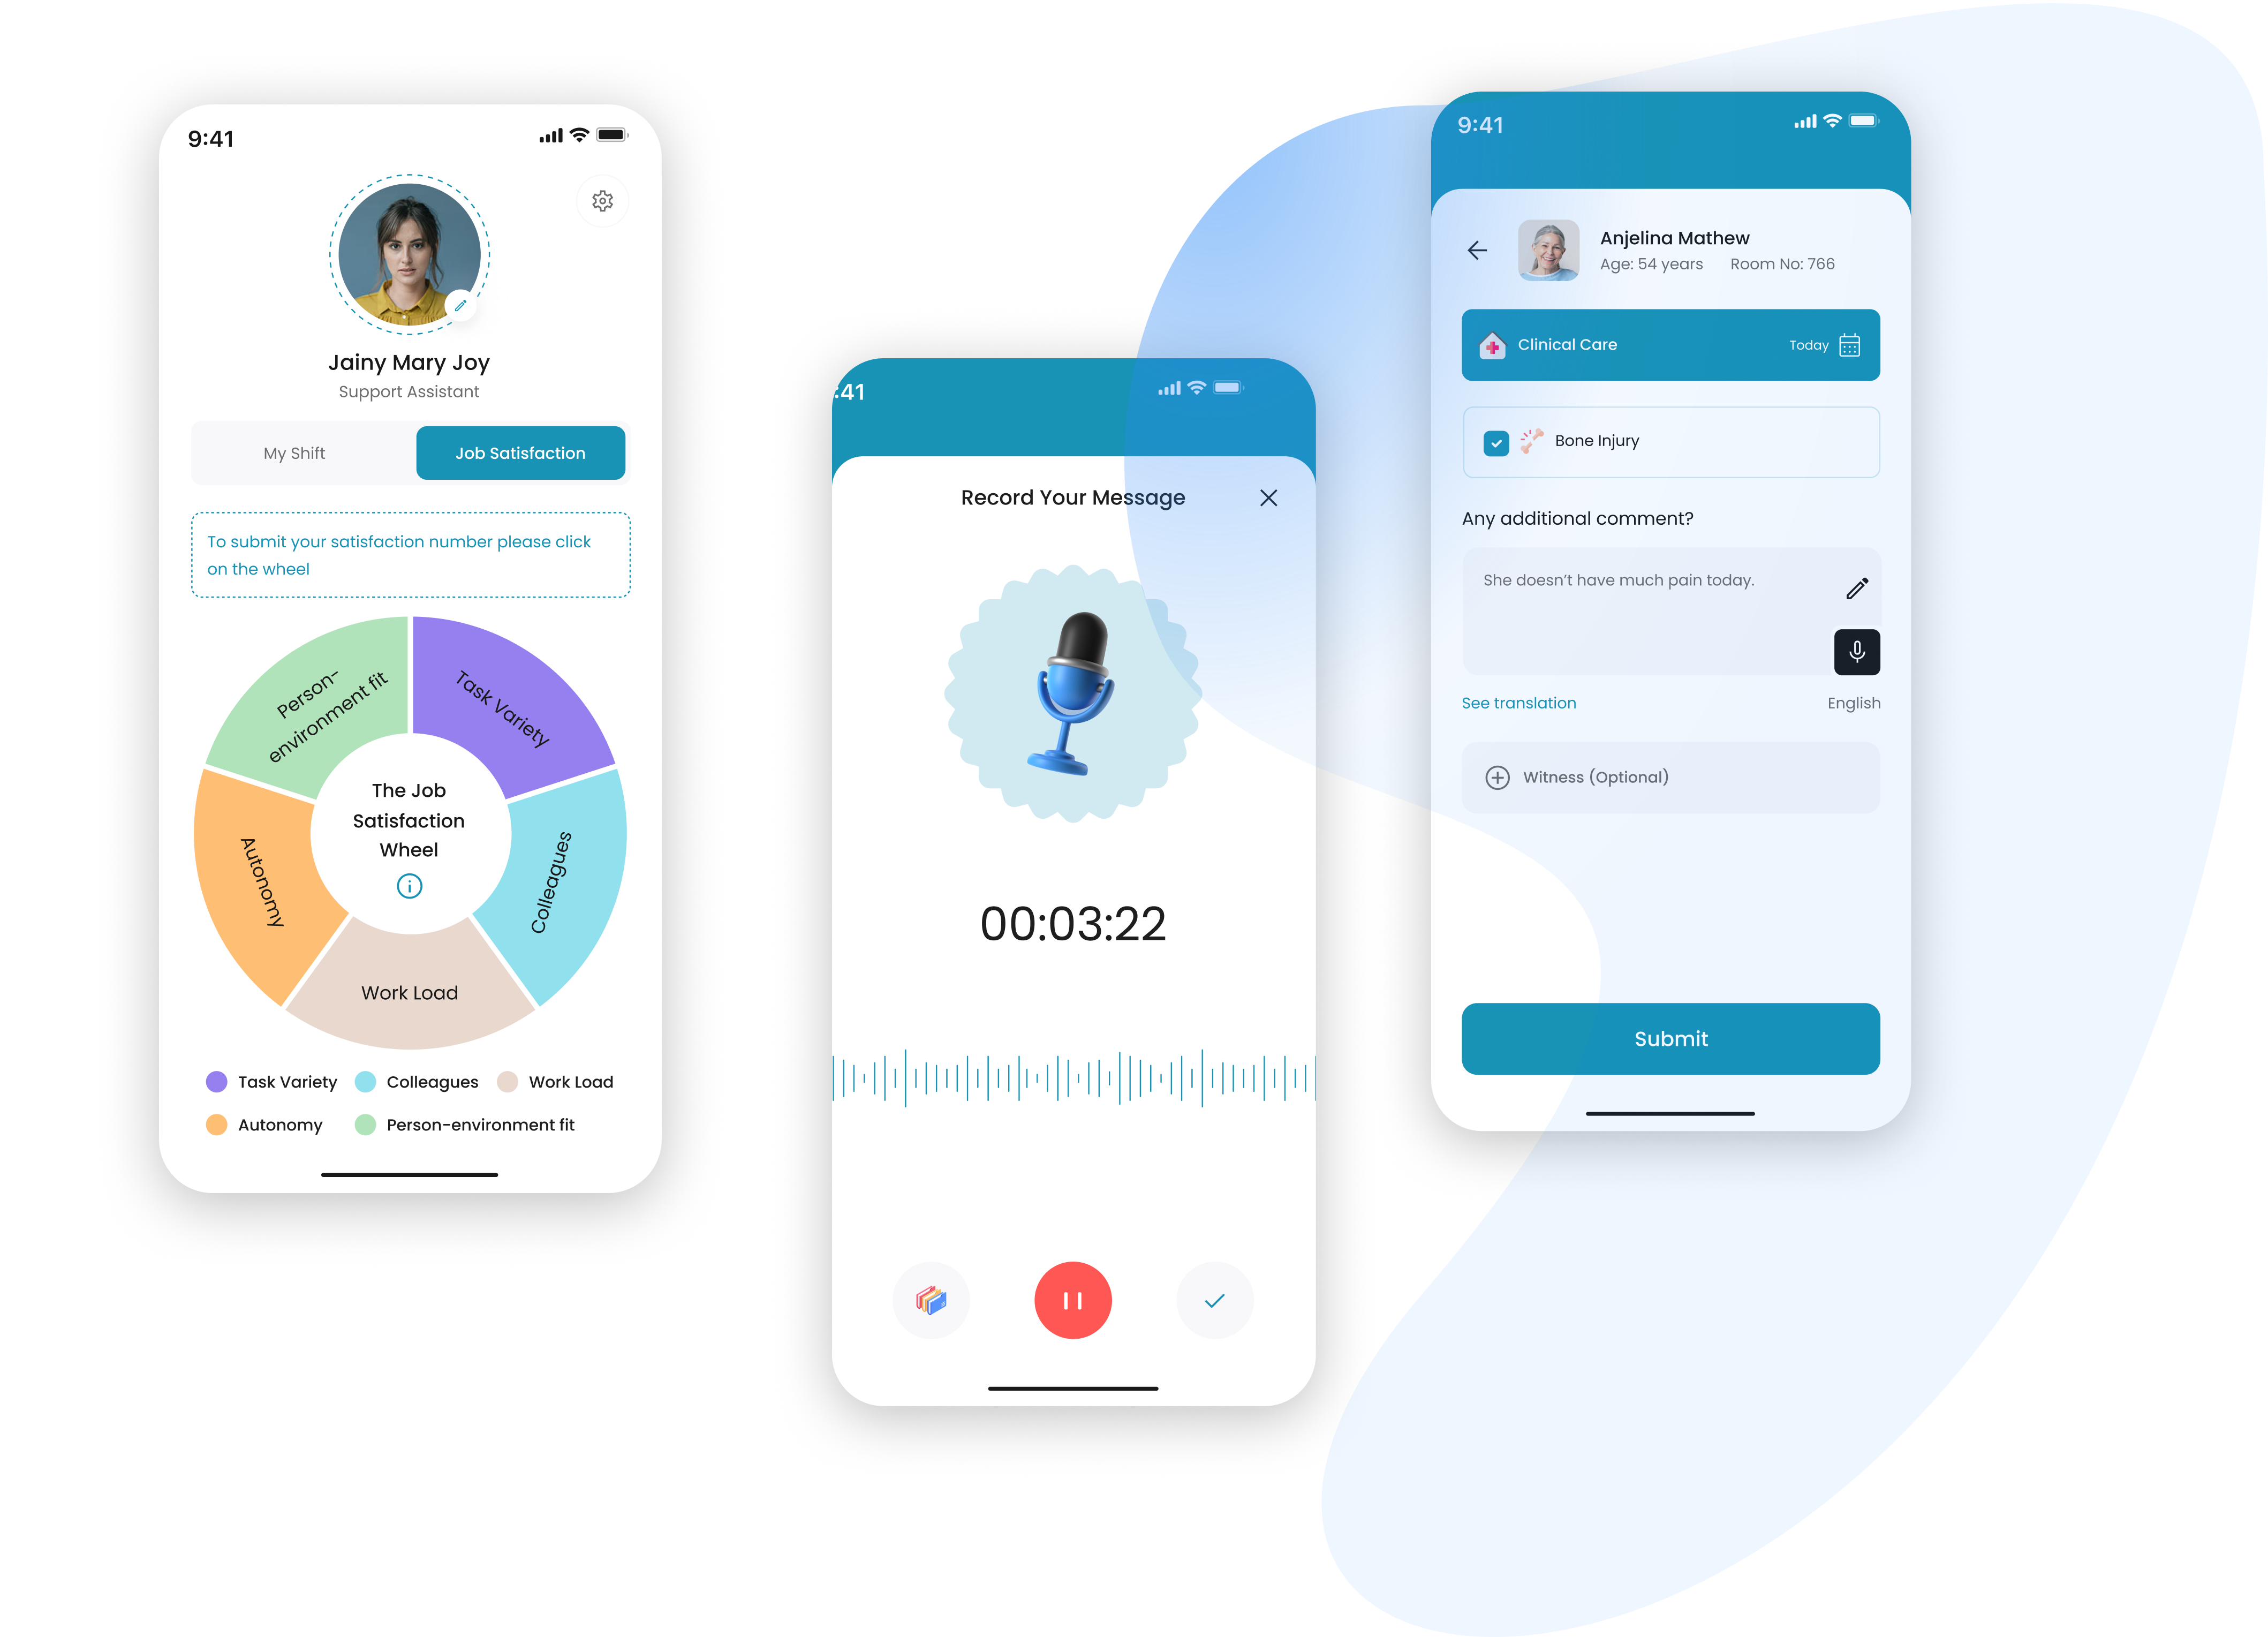 9:41
Jainy Mary Joy
Support Assistant
My Shift
Job Satisfaction
To submit your satisfaction number please click
on the wheel
Person-
environment fit
Task Variety
Autonomy
Colleagues
Work Load
The Job
Satisfaction
Wheel
Task Variety
Colleagues
Work Load
Autonomy
Person-environment fit
:41
Record Your Message
00:03:22
9:41
Anjelina Mathew
Age: 54 years Room No: 766
Clinical Care
Today
Bone Injury
Any additional comment?
She doesn’t have much pain today.
See translation
English
Witness (Optional)
Submit